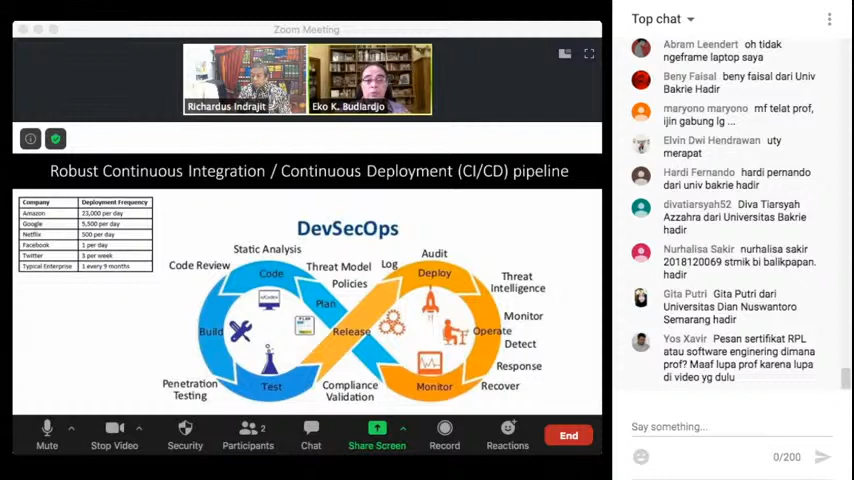 Zoom Meeting
Richardus Indrajit
Eko K. Budiardjo
Robust Continuous Integration / Continuous Deployment (CI/CD) pipeline
Company Deployment Frequency
Amazon 23,000 per day
Google 5,500 per day
Netflix 500 per day
Facebook 1 per day
Twitter 3 per week
Typical Enterprise 1 every 9 months
DevSecOps
Static Analysis
Code Review
Code
Threat Model
Policies
Plan
Build
Test
Penetration
Testing
Release
Compliance
Validation
Log
Audit
Deploy
Threat
Intelligence
Monitor
Operate
Detect
Response
Recover
Monitor
Mute
Stop Video
Security
Participants
2
Chat
Share Screen
Record
Reactions
End
Top chat
Abram Leendert oh tidak
ngeframe laptop saya
Beny Faisal beny faisal dari Univ
Bakrie Hadir
maryono maryono mf telat prof,
ijin gabung lg ...
Elvin Dwi Hendrawan uty
merapat
Hardi Fernando hardi pernando
dari univ bakrie hadir
divatiarsyah52 Diva Tiarsyah
Azzahra dari Universitas Bakrie
hadir
Nurhalisa Sakir nurhalisa sakir
2018120069 stmik bi balikpapan.
hadir
Gita Putri Gita Putri dari
Universitas Dian Nuswantoro
Semarang hadir
Yos Xavir Pesan sertifikat RPL
atau software enginering dimana
prof? Maaf lupa prof karena lupa
di video yg dulu
Say something...
0/200